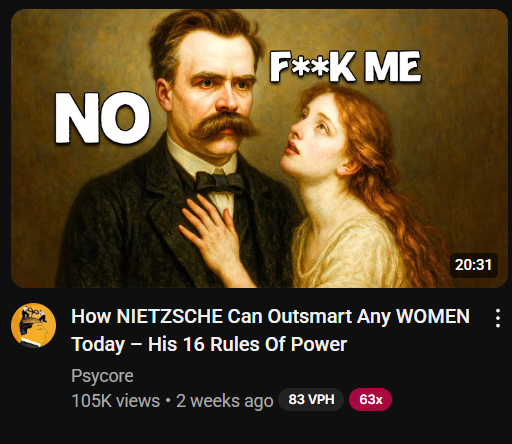 F**K ME
NO
20:31
How NIETZSCHE Can Outsmart Any WOMEN
Today – His 16 Rules Of Power
Psycore
105K views • 2 weeks ago 83 VPH 63x